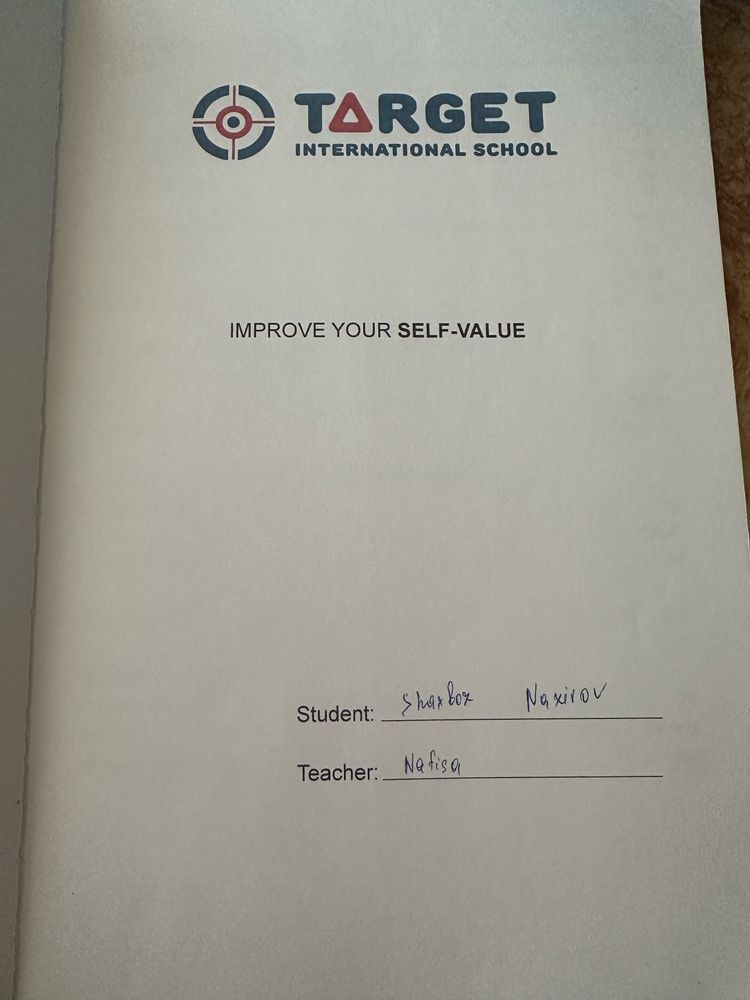 TARGET
INTERNATIONAL SCHOOL
IMPROVE YOUR SELF-VALUE
Student: Shaxboz Naxirov
Teacher: Nafisa